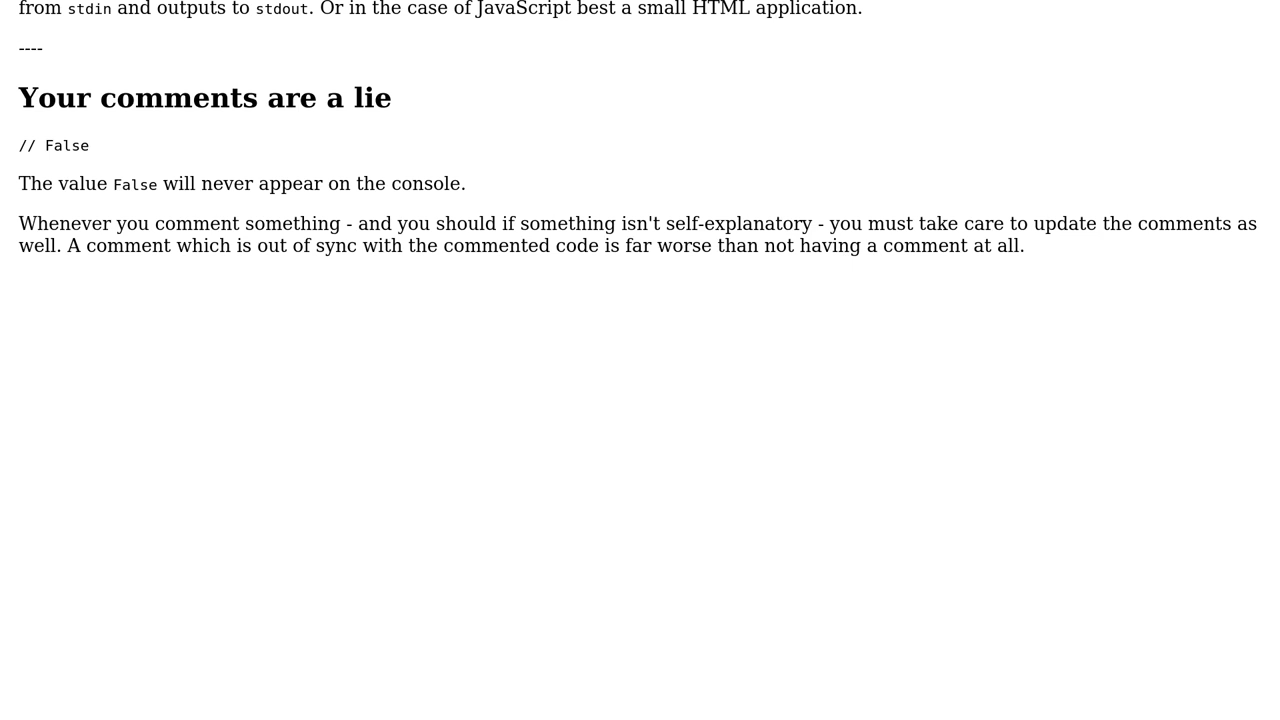 from stdin and outputs to stdout. Or in the case of JavaScript best a small HTML application.
----
Your comments are a lie
// False
The value False will never appear on the console.
Whenever you comment something - and you should if something isn't self-explanatory - you must take care to update the comments as
well. A comment which is out of sync with the commented code is far worse than not having a comment at all.